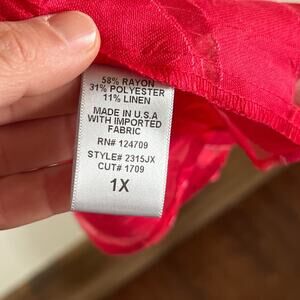 58% RAYON
31% POLYESTER
11% LINEN
MADE IN U.S.A
WITH IMPORTED
FABRIC
RN# 124709
STYLE# 2315JX
CUT# 1709
1X